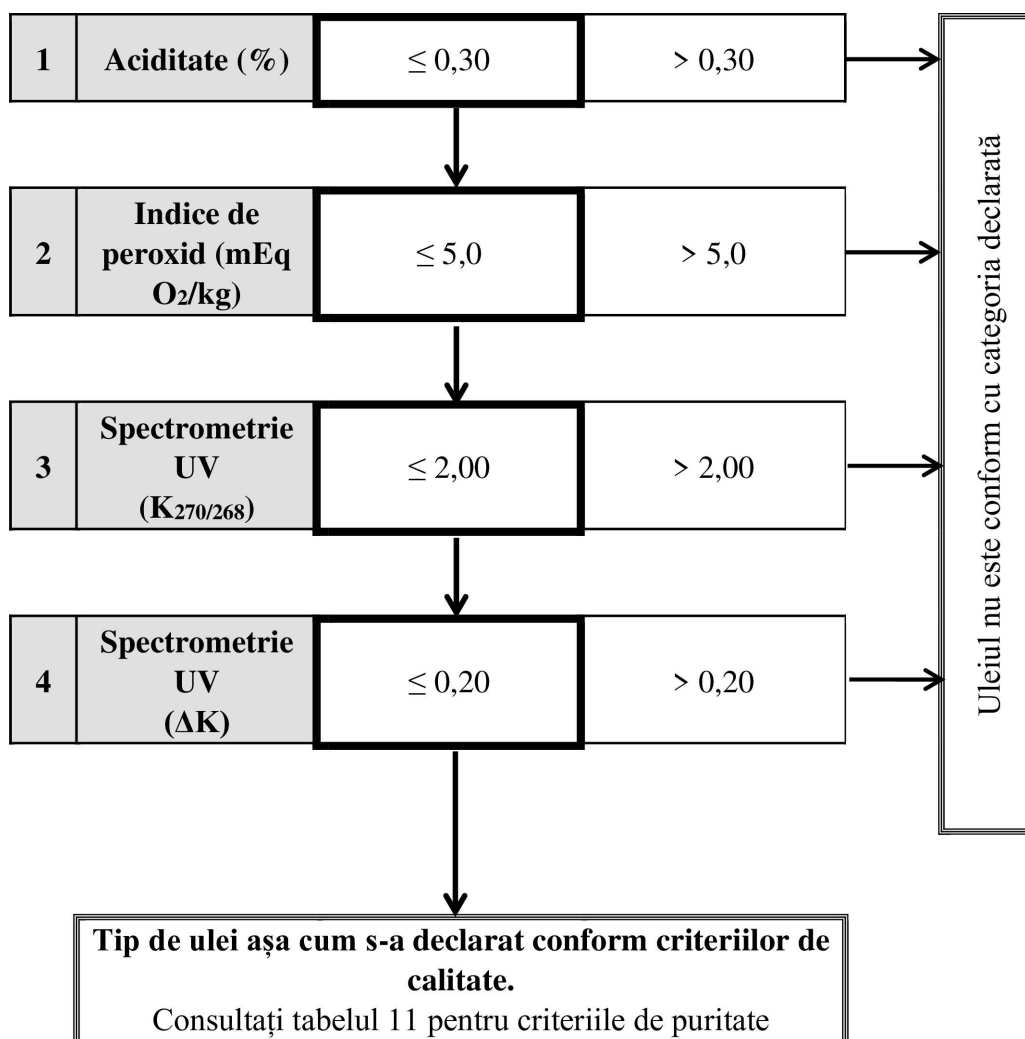 1 Aciditate (%) ≤ 0,30 > 0,30
2 Indice de peroxid (mEq O₂/kg) ≤ 5,0 > 5,0
3 Spectrometrie UV (K₂₇₀/₂₆₈) ≤ 2,00 > 2,00
4 Spectrometrie UV (ΔK) ≤ 0,20 > 0,20
Uleiul nu este conform cu categoria declarată
Tip de ulei așa cum s-a declarat conform criteriilor de
calitate.
Consultați tabelul 11 pentru criteriile de puritate